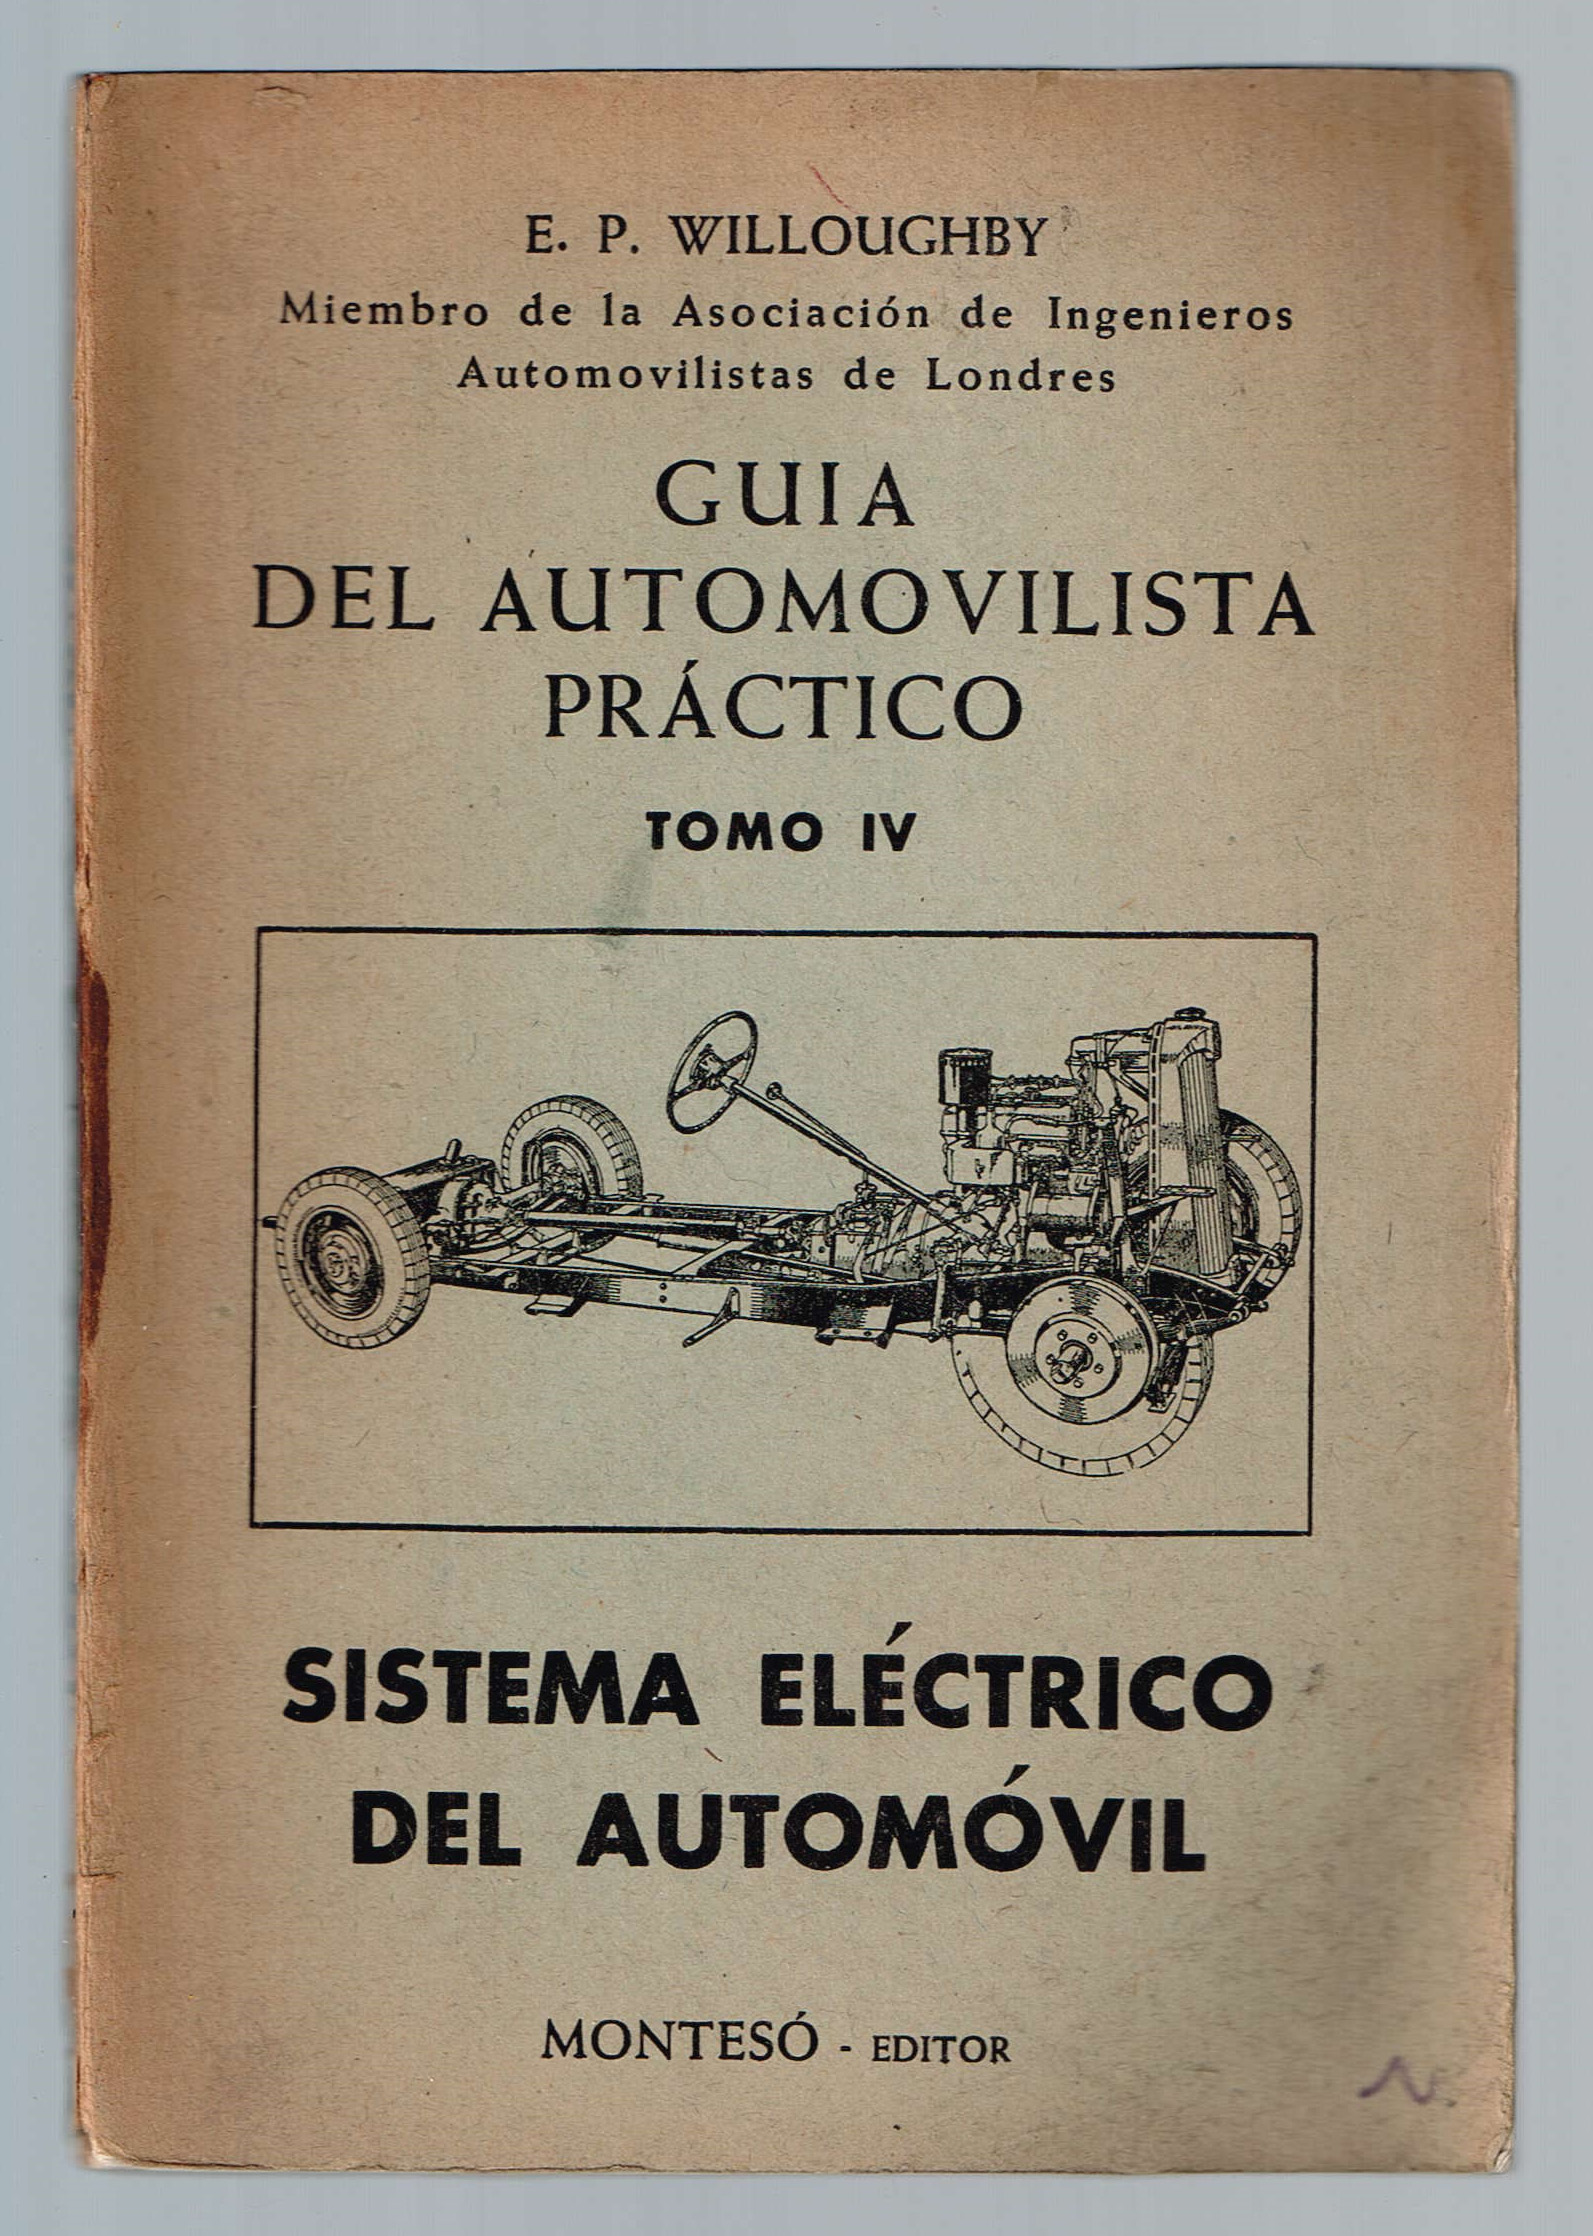 E. P. WILLOUGHBY
Miembro de la Asociación de Ingenieros
Automovilistas de Londres
GUIA
DEL AUTOMOVILISTA
PRÁCTICO
TOMO IV
SISTEMA ELÉCTRICO
DEL AUTOMÓVIL
MONTESÓ - EDITOR